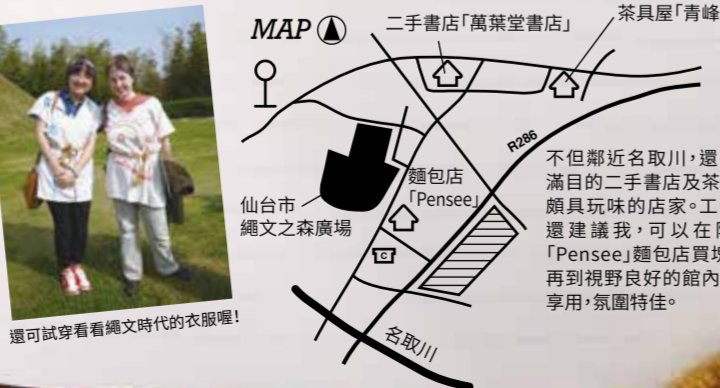 MAP
二手書店「萬葉堂書店」
茶具屋「青峰
R286
麵包店
「Pensee」
仙台市
繩文之森廣場
C
名取川
不但鄰近名取川，還
滿目的二手書店及茶
頗具玩味的店家。工
還建議我，可以在
「Pensee」麵包店買
再到視野良好的館內
享用，氛圍特佳。
還可試穿看看繩文時代的衣服喔！